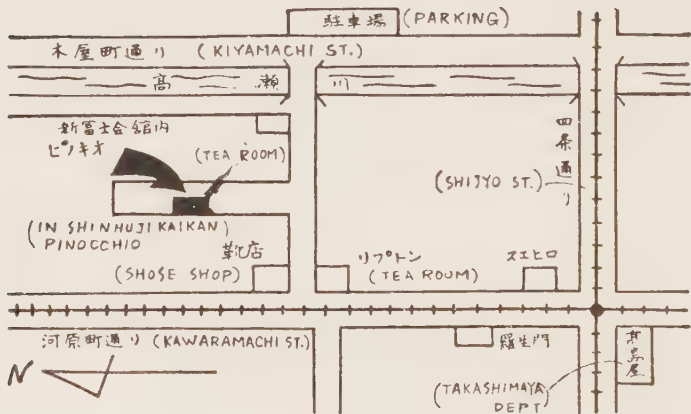 駐車場 (PARKING)
木屋町通り (KIYAMACHI ST.)
高瀬川
新富士会館内
ピノキオ
(TEA ROOM)
(IN SHINHUJI KAIKAN)
PINOCCHIO
靴店
(SHOSE SHOP)
リプトン
(TEA ROOM)
スエヒロ
四条通り
(SHIJYO ST.)
河原町通り (KAWARAMACHI ST.)
羅生門
髙島屋
(TAKASHIMAYA
DEPT)
N